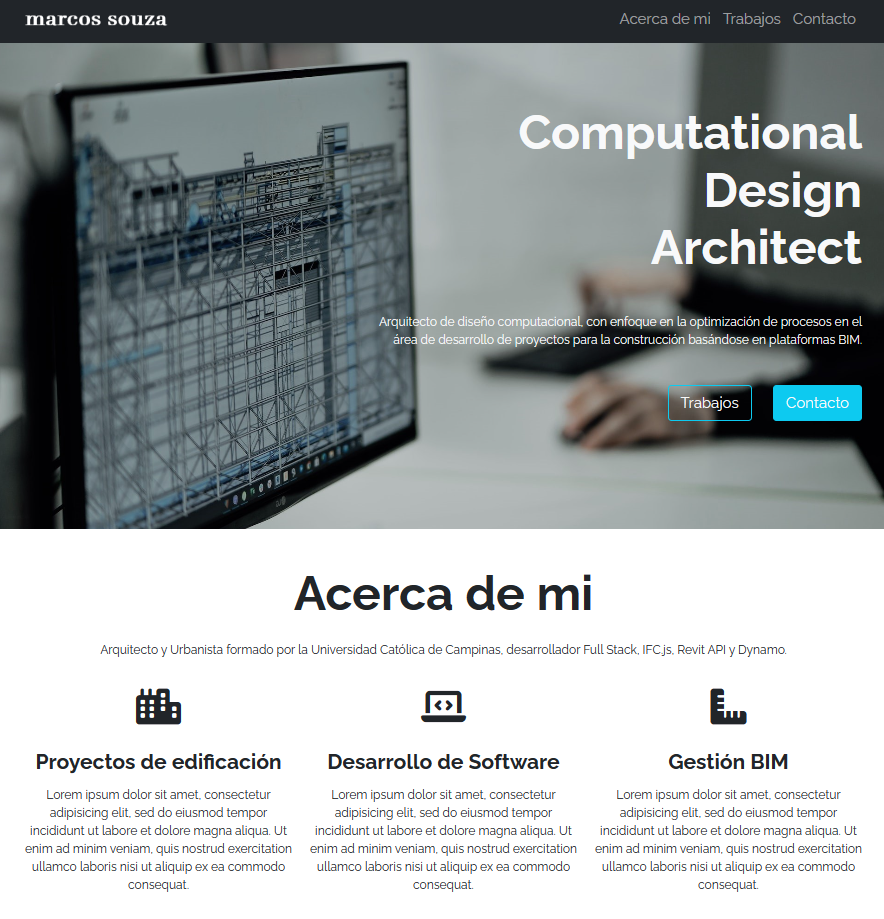 marcos souza
Acerca de mi Trabajos Contacto
Computational
Design
Architect
Arquitecto de diseño computacional, con enfoque en la optimización de procesos en el
área de desarrollo de proyectos para la construcción basándose en plataformas BIM.
Trabajos Contacto
Acerca de mi
Arquitecto y Urbanista formado por la Universidad Católica de Campinas, desarrollador Full Stack, IFC.js, Revit API y Dynamo.
Proyectos de edificación
Lorem ipsum dolor sit amet, consectetur
adipisicing elit, sed do eiusmod tempor
incididunt ut labore et dolore magna aliqua. Ut
enim ad minim veniam, quis nostrud exercitation
ullamco laboris nisi ut aliquip ex ea commodo
consequat.
Desarrollo de Software
Lorem ipsum dolor sit amet, consectetur
adipisicing elit, sed do eiusmod tempor
incididunt ut labore et dolore magna aliqua. Ut
enim ad minim veniam, quis nostrud exercitation
ullamco laboris nisi ut aliquip ex ea commodo
consequat.
Gestión BIM
Lorem ipsum dolor sit amet, consectetur
adipisicing elit, sed do eiusmod tempor
incididunt ut labore et dolore magna aliqua. Ut
enim ad minim veniam, quis nostrud exercitation
ullamco laboris nisi ut aliquip ex ea commodo
consequat.